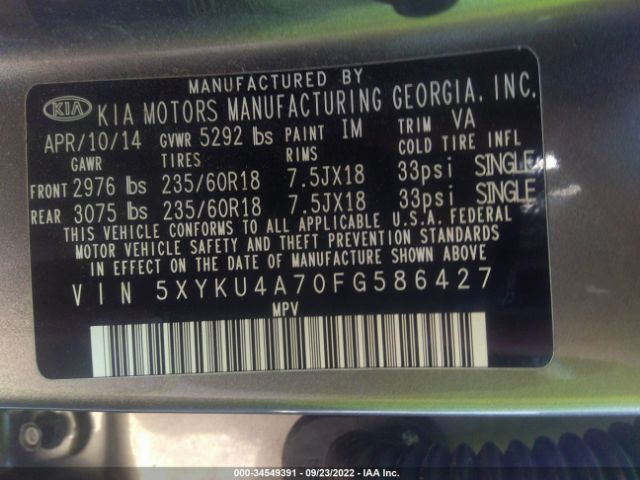 MANUFACTURED BY
KIA KIA MOTORS MANUFACTURING GEORGIA, INC.
APR/10/14 GVWR 5292 lbs PAINT IM TRIM VA
GAWR TIRES RIMS COLD TIRE INFL
FRONT 2976 lbs 235/60R18 7.5JX18 33psi SINGLE
REAR 3075 lbs 235/60R18 7.5JX18 33psi SINGLE
THIS VEHICLE CONFORMS TO ALL APPLICABLE U.S.A. FEDERAL
MOTOR VEHICLE SAFETY AND THEFT PREVENTION STANDARDS
IN EFFECT ON THE DATE OF MANUFACTURE SHOWN ABOVE
VIN 5XYKU4A70FG586427
MPV
000-34549391 - 09/23/2022 - IAA Inc.